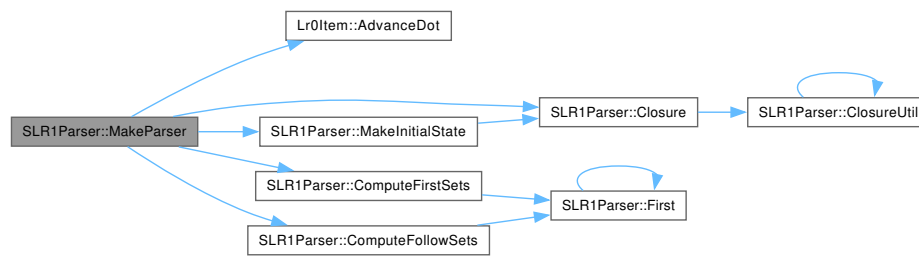 Lr0Item::AdvanceDot
SLR1Parser::MakeParser
SLR1Parser::MakeInitialState
SLR1Parser::Closure
SLR1Parser::ClosureUtil
SLR1Parser::ComputeFirstSets
SLR1Parser::First
SLR1Parser::ComputeFollowSets